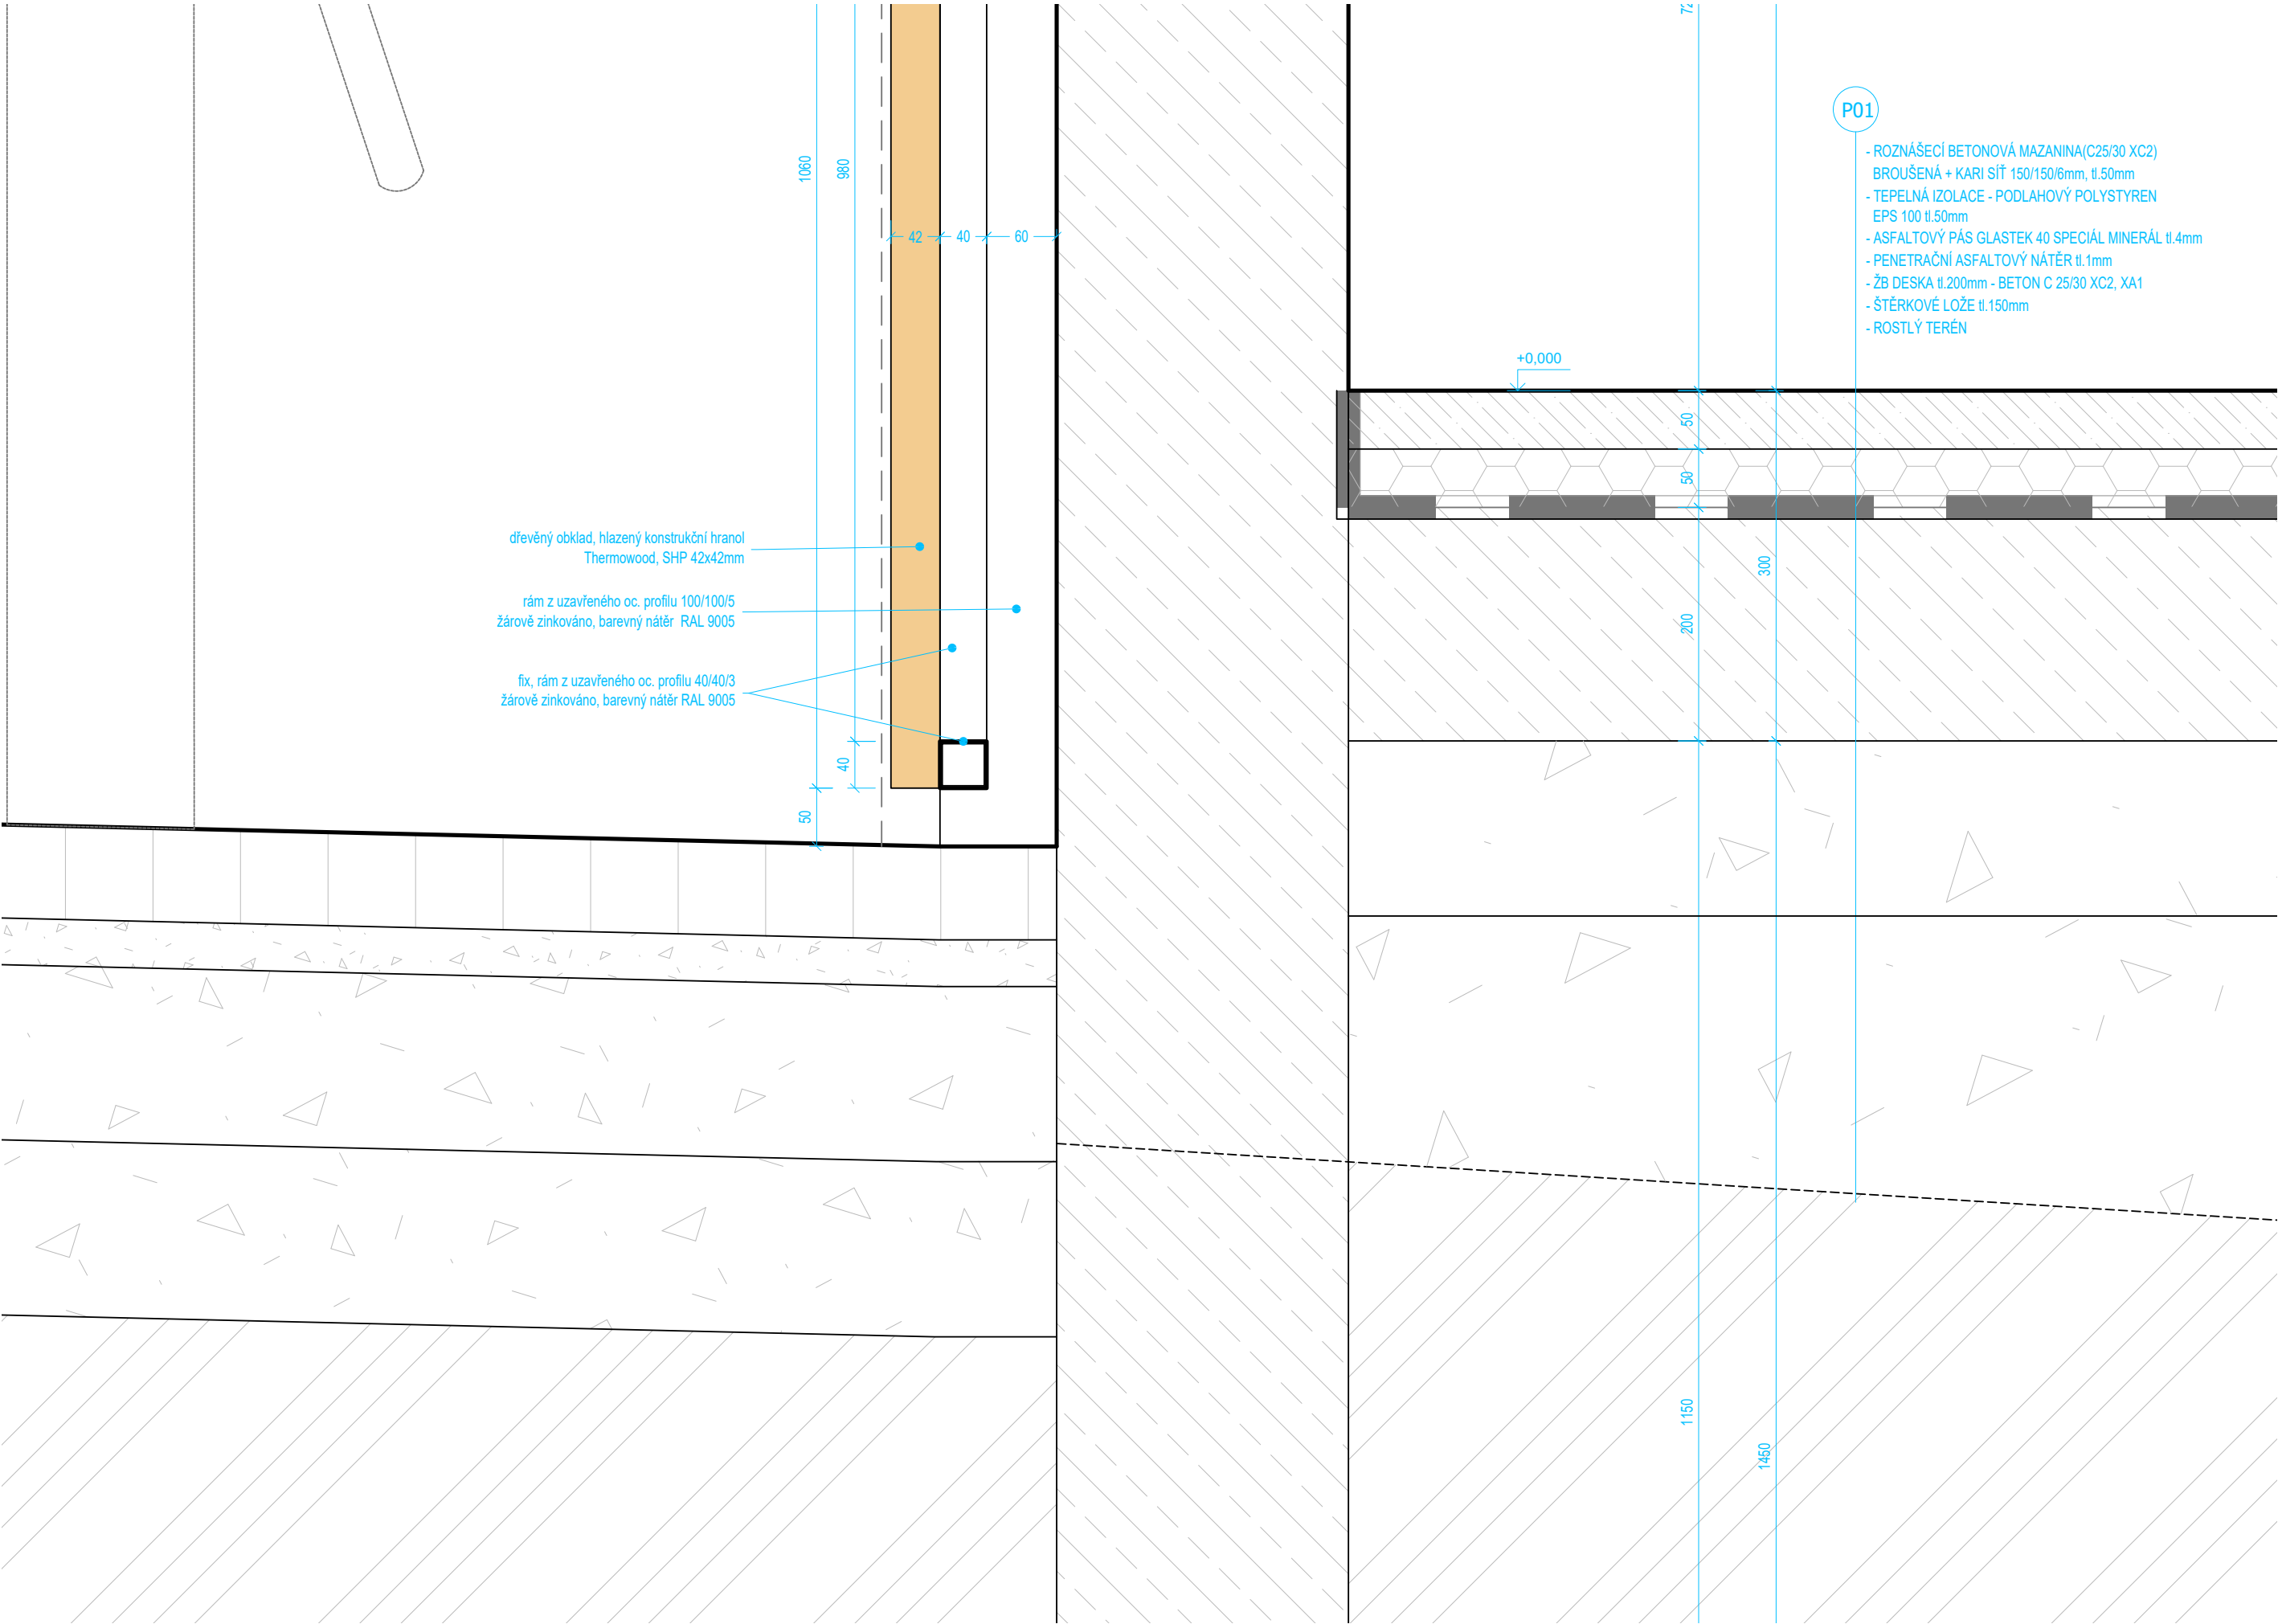 72
P01
- ROZNÁŠECÍ BETONOVÁ MAZANINA(C25/30 XC2)
BROUŠENÁ + KARI SÍŤ 150/150/6mm, tl.50mm
- TEPELNÁ IZOLACE - PODLAHOVÝ POLYSTYREN
EPS 100 tl.50mm
- ASFALTOVÝ PÁS GLASTEK 40 SPECIÁL MINERÁL tl.4mm
- PENETRAČNÍ ASFALTOVÝ NÁTĚR tl.1mm
- ŽB DESKA tl.200mm - BETON C 25/30 XC2, XA1
- ŠTĚRKOVÉ LOŽE tl.150mm
- ROSTLÝ TERÉN
1060
980
42
40
60
+0,000
50
50
300
200
dřevěný obklad, hlazený konstrukční hranol
Thermowood, SHP 42x42mm
rám z uzavřeného oc. profilu 100/100/5
žárově zinkováno, barevný nátěr RAL 9005
fix, rám z uzavřeného oc. profilu 40/40/3
žárově zinkováno, barevný nátěr RAL 9005
40
50
1150
1450